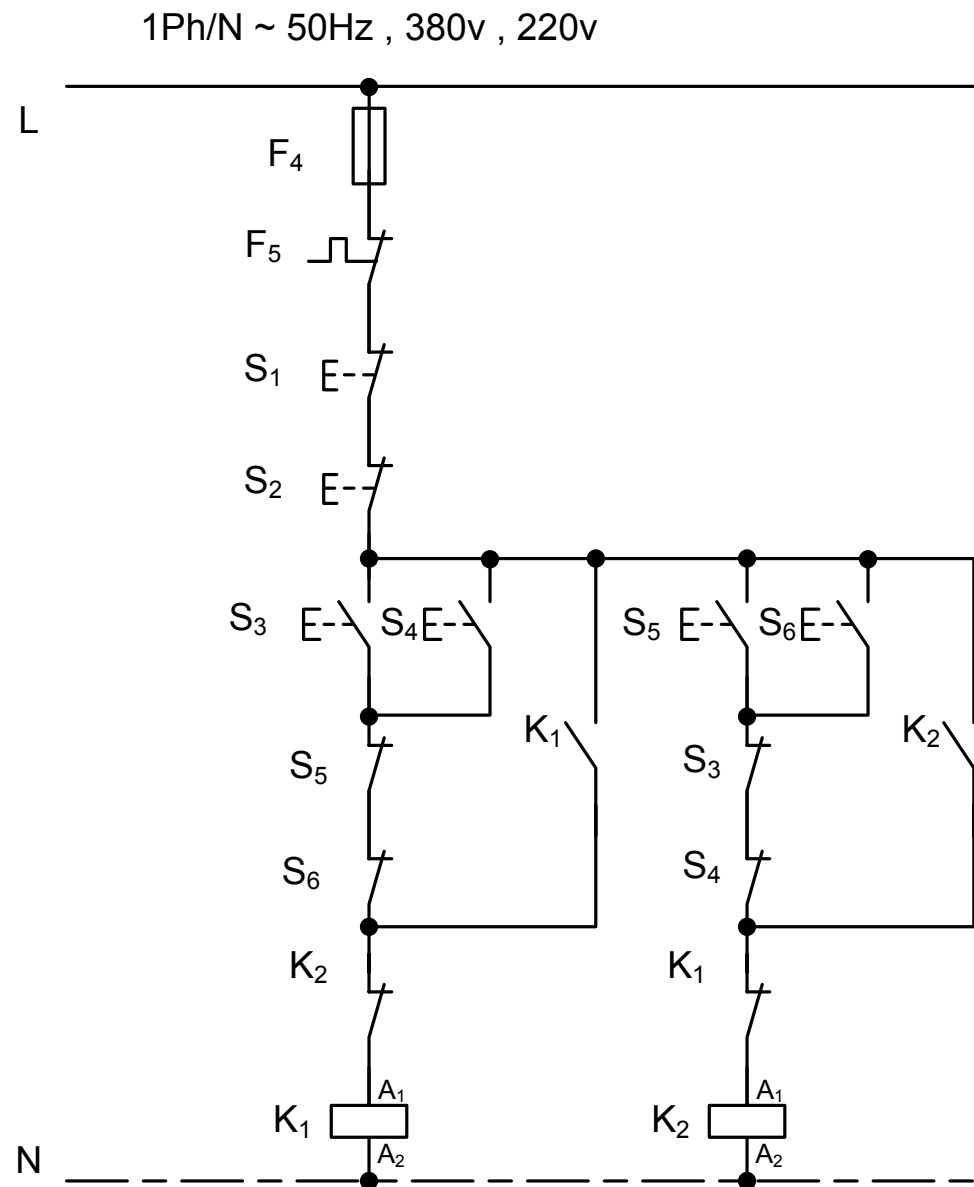 1Ph/N ~ 50Hz , 380v , 220v
L
F4
F5
S1
S2
S3 S4 S5 S6
K1 K2
S5 S3
S6 S4
K2 K1
A1 A1
K1 K2
A2 A2
N